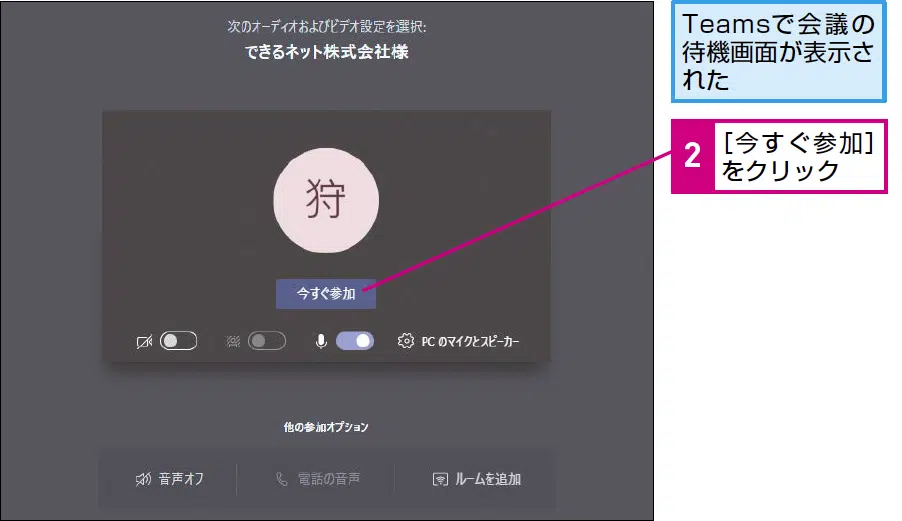 次のオーディオおよびビデオ設定を選択:
できるネット株式会社様
狩
今すぐ参加
PC のマイクとスピーカー
他の参加オプション
音声オフ
電話の音声
ルームを追加
Teamsで会議の
待機画面が表示さ
れた
2
［今すぐ参加］
をクリック